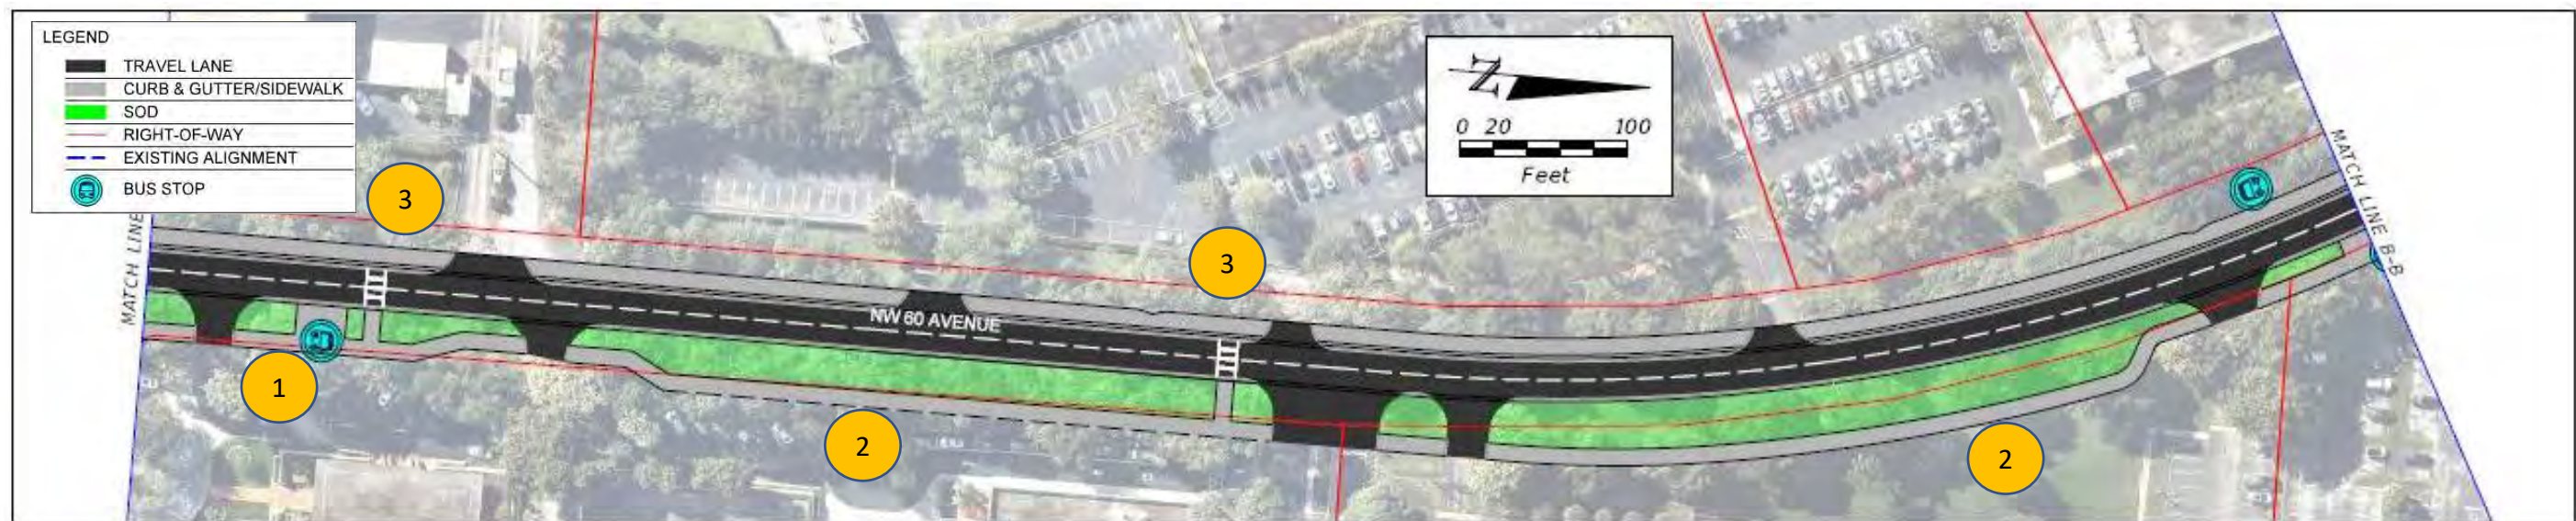 LEGEND
TRAVEL LANE
CURB & GUTTER/SIDEWALK
SOD
RIGHT-OF-WAY
EXISTING ALIGNMENT
BUS STOP
MATCH LINE
3
1
2
NW 60 AVENUE
3
N
0 20 100
Feet
2
MATCH LINE B-B